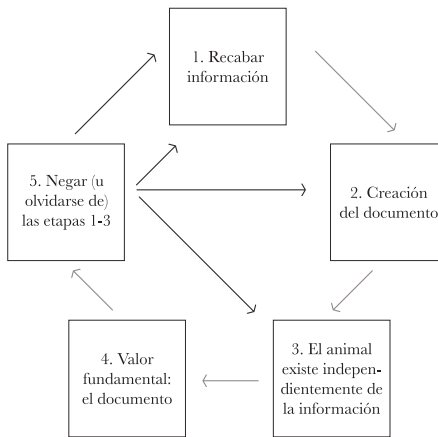 1. Recabar
información
2. Creación
del documento
3. El animal
existe indepen-
dientemente de
la información
4. Valor
fundamental:
el documento
5. Negar (u
olvidarse de)
las etapas 1-3